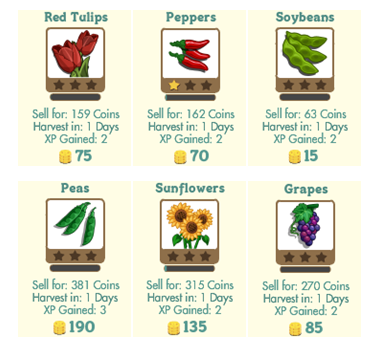 Red Tulips
Sell for: 159 Coins
Harvest in: 1 Days
XP Gained: 2
75
Peppers
Sell for: 162 Coins
Harvest in: 1 Days
XP Gained: 2
70
Soybeans
Sell for: 63 Coins
Harvest in: 1 Days
XP Gained: 2
15
Peas
Sell for: 381 Coins
Harvest in: 1 Days
XP Gained: 3
190
Sunflowers
Sell for: 315 Coins
Harvest in: 1 Days
XP Gained: 2
135
Grapes
Sell for: 270 Coins
Harvest in: 1 Days
XP Gained: 2
85